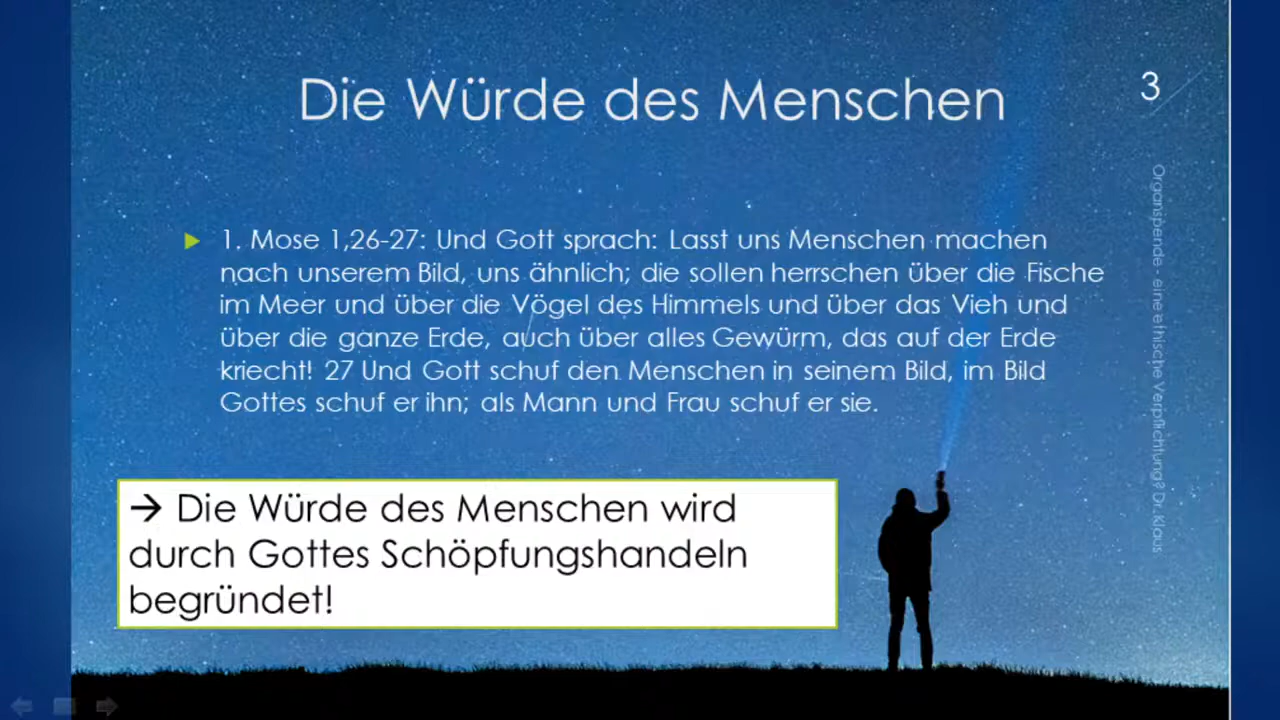 Die Würde des Menschen
3
1. Mose 1,26-27: Und Gott sprach: Lasst uns Menschen machen
nach unserem Bild, uns ähnlich; die sollen herrschen über die Fische
im Meer und über die Vögel des Himmels und über das Vieh und
über die ganze Erde, auch über alles Gewürm, das auf der Erde
kriecht! 27 Und Gott schuf den Menschen in seinem Bild, im Bild
Gottes schuf er ihn; als Mann und Frau schuf er sie.
→ Die Würde des Menschen wird
durch Gottes Schöpfungshandeln
begründet!
Organspende - eine ethische Verpflichtung? Dr. Klaus